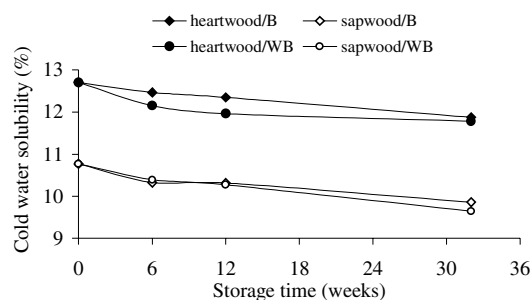 heartwood/B sapwood/B
heartwood/WB sapwood/WB
Cold water solubility (%)
13
12
11
10
9
0 6 12 18 24 30 36
Storage time (weeks)